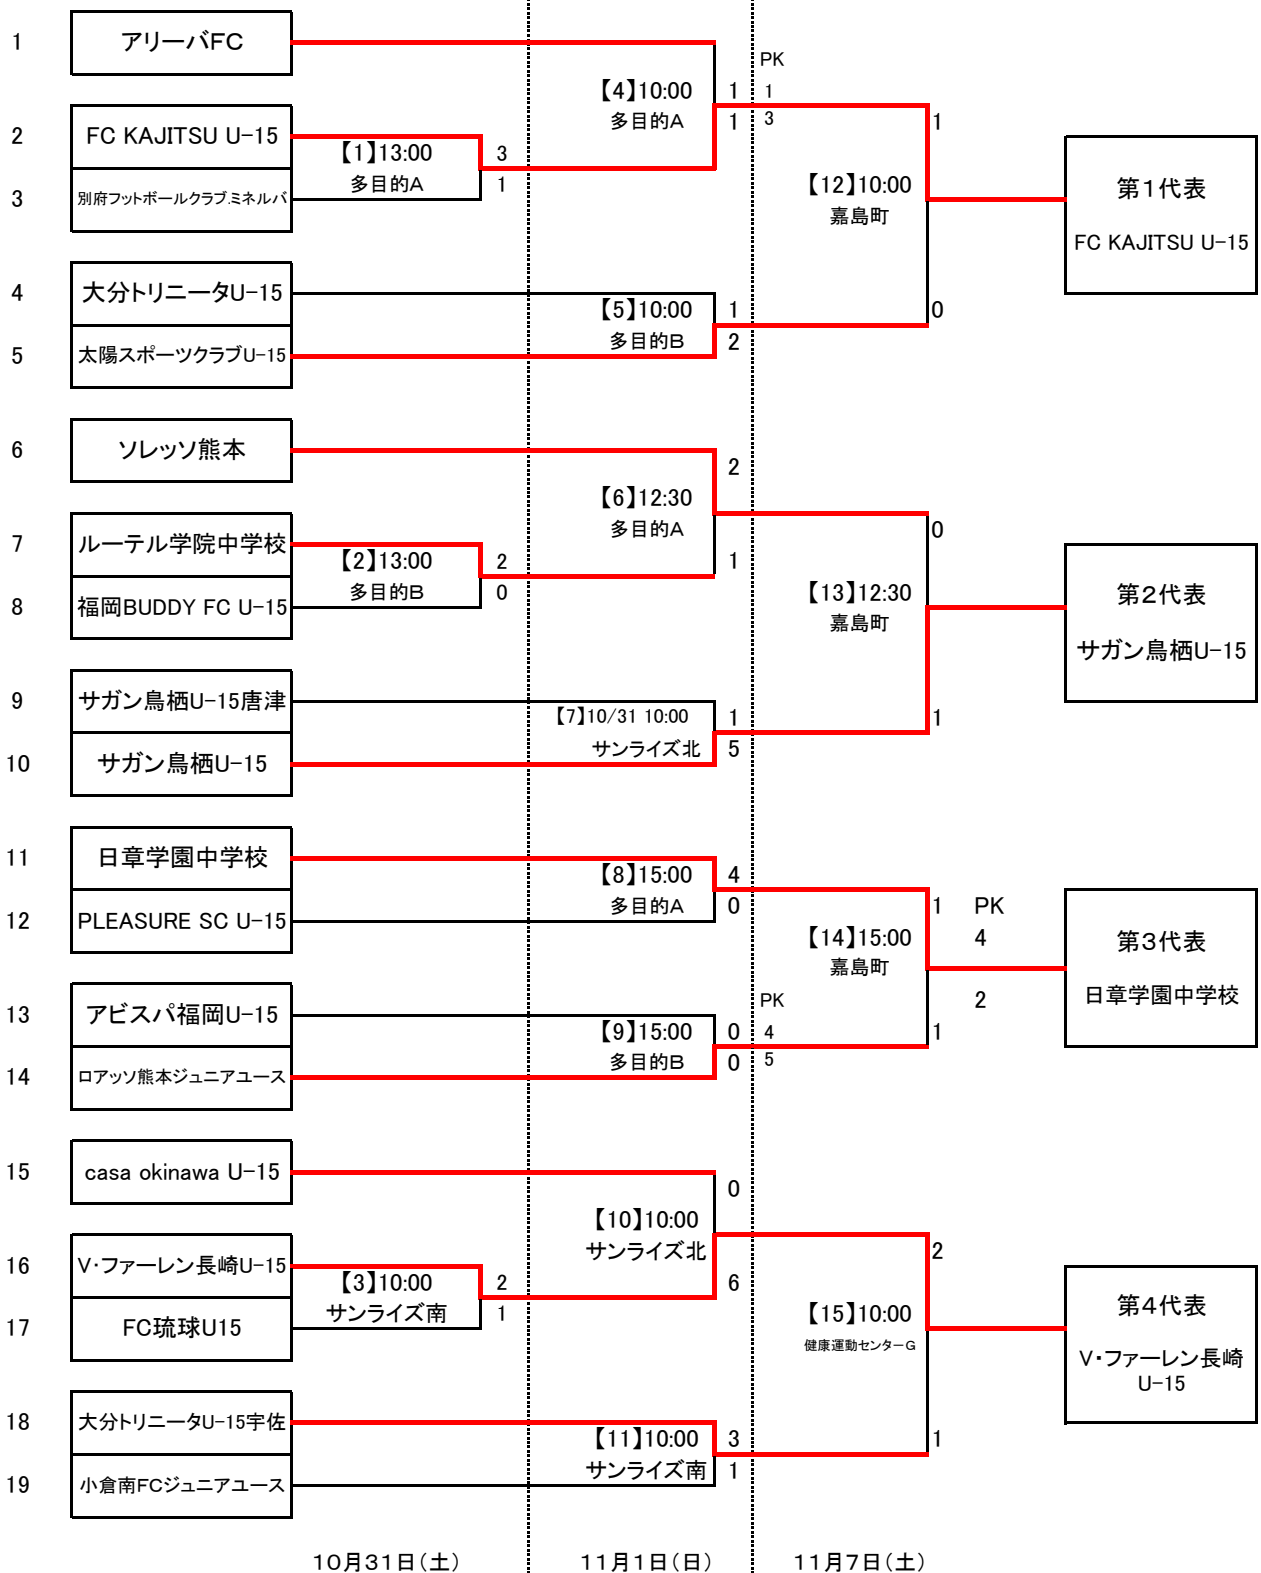 1 アリーバFC
PK
【4】10:00 1 1
多目的A 1 3
2 FC KAJITSU U-15
【1】13:00 3
多目的A 1
3 別府フットボールクラブ.ミネルバ
1
【12】10:00
嘉島町
0
第1代表
FC KAJITSU U-15
4 大分トリニータU-15
【5】10:00 1
多目的B 2
5 太陽スポーツクラブU-15
6 ソレッソ熊本
2
【6】12:30
多目的A
1
7 ルーテル学院中学校
【2】13:00 2
多目的B 0
8 福岡BUDDY FC U-15
0
【13】12:30
嘉島町
1
第2代表
サガン鳥栖U-15
9 サガン鳥栖U-15唐津
【7】10/31 10:00 1
サンライズ北 5
10 サガン鳥栖U-15
11 日章学園中学校
【8】15:00 4
多目的A 0
12 PLEASURE SC U-15
1 PK
【14】15:00 4
嘉島町
2
1
第3代表
日章学園中学校
13 アビスパ福岡U-15
PK
【9】15:00 0 4
多目的B 0 5
14 ロアッソ熊本ジュニアユース
15 casa okinawa U-15
0
【10】10:00
サンライズ北
6
16 V・ファーレン長崎U-15
【3】10:00 2
サンライズ南 1
17 FC琉球U15
2
【15】10:00
健康運動センターG
1
第4代表
V・ファーレン長崎
U-15
18 大分トリニータU-15宇佐
【11】10:00 3
サンライズ南 1
19 小倉南FCジュニアユース
10月31日(土) 11月1日(日) 11月7日(土)